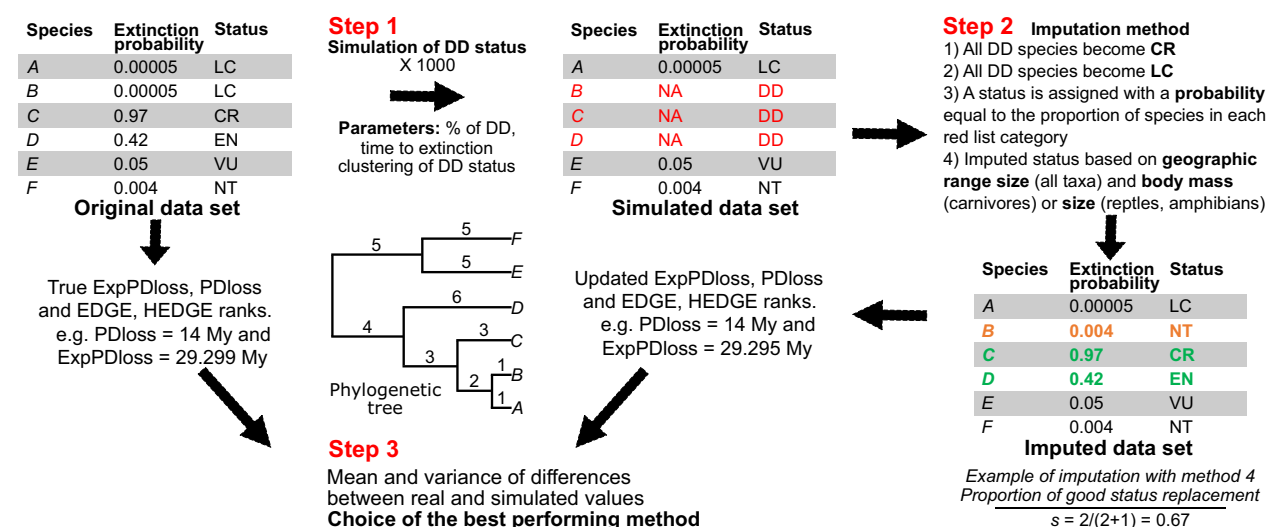 Species Extinction probability Status
A 0.00005 LC
B 0.00005 LC
C 0.97 CR
D 0.42 EN
E 0.05 VU
F 0.004 NT
Original data set
True ExpPDloss, PDloss
and EDGE, HEDGE ranks.
e.g. PDloss = 14 My and
ExpPDloss = 29.299 My
Step 1
Simulation of DD status
X 1000
Parameters: % of DD,
time to extinction
clustering of DD status
Species Extinction probability Status
A 0.00005 LC
B NA DD
C NA DD
D NA DD
E 0.05 VU
F 0.004 NT
Simulated data set
Step 2 Imputation method
1) All DD species become CR
2) All DD species become LC
3) A status is assigned with a probability
equal to the proportion of species in each
red list category
4) Imputed status based on geographic
range size (all taxa) and body mass
(carnivores) or size (reptles, amphibians)
Species Extinction probability Status
A 0.00005 LC
B 0.004 NT
C 0.97 CR
D 0.42 EN
E 0.05 VU
F 0.004 NT
Imputed data set
Example of imputation with method 4
Proportion of good status replacement
s = 2/(2+1) = 0.67
Updated ExpPDloss, PDloss
and EDGE, HEDGE ranks.
e.g. PDloss = 14 My and
ExpPDloss = 29.295 My
5 F
5
5 E
6 D
4
3 C
3
1 B
2
1 A
Phylogenetic
tree
Step 3
Mean and variance of differences
between real and simulated values
Choice of the best performing method